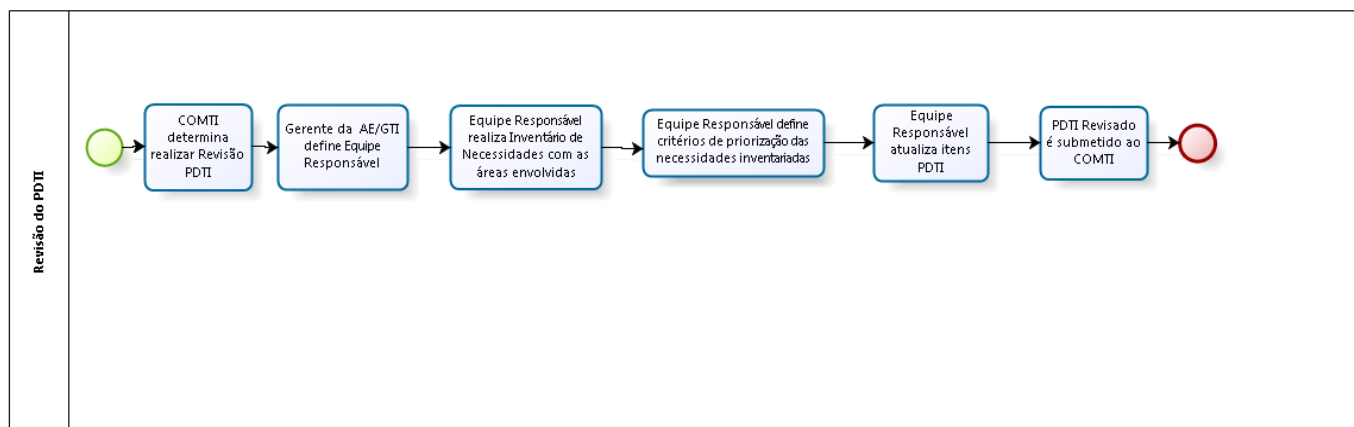 Revisão do PDTI
COMTI
determina
realizar Revisão
PDTI
Gerente da AE/GTI
define Equipe
Responsável
Equipe Responsável
realiza Inventário de
Necessidades com as
áreas envolvidas
Equipe Responsável define
critérios de priorização das
necessidades inventariadas
Equipe
Responsável
atualiza itens
PDTI
PDTI Revisado
é submetido ao
COMTI